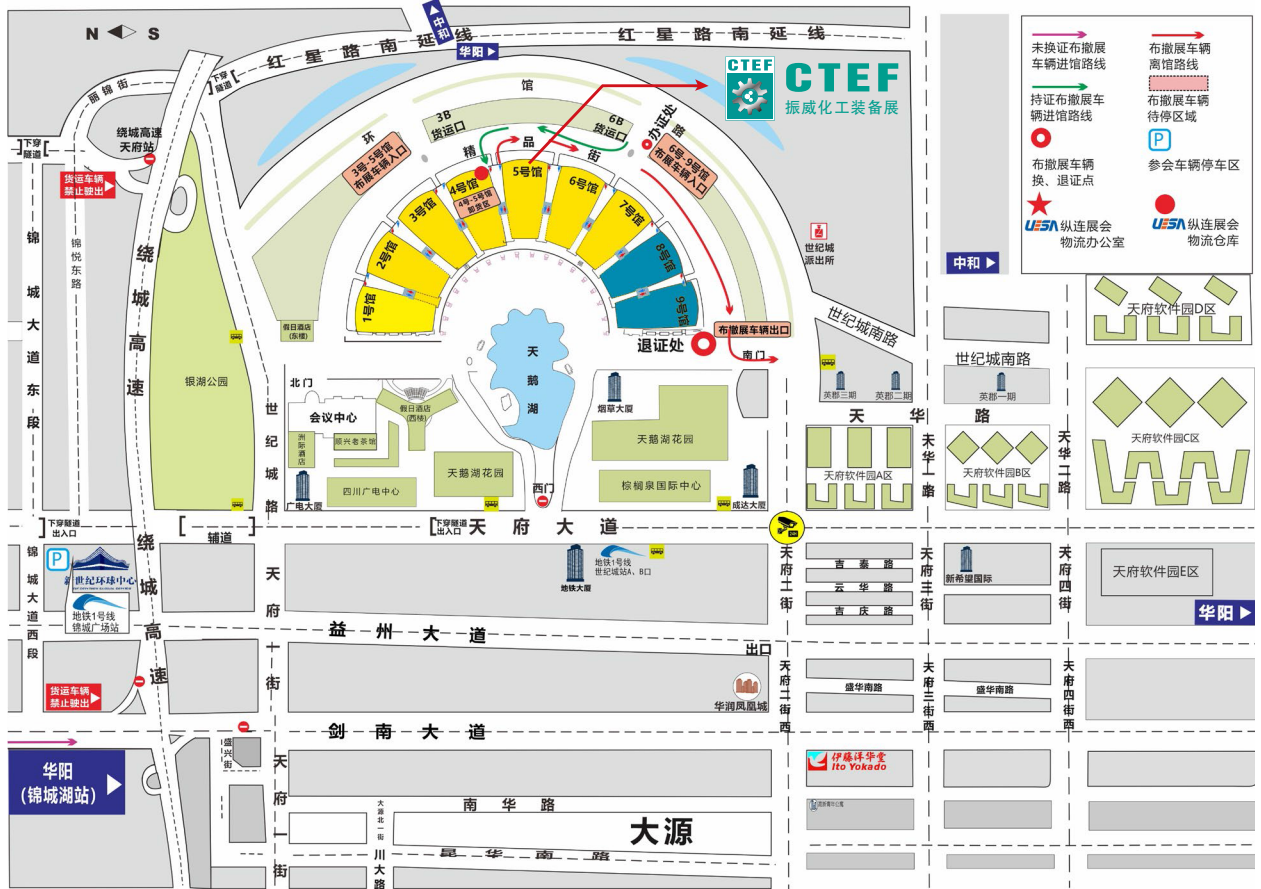 N S
中和
华阳
红星路南延线
红星路南延线
下穿
隧道
丽锦街
绕城高速
天府站
下穿
隧道
货运车辆
禁止驶出
馆
环
路
精
品
街
3B
货运口
6B
货运口
办证处
3号-5号馆
布展车辆入口
6号-9号馆
布展车辆入口
1号馆
2号馆
3号馆
4号馆
4号-5号馆
卸货区
5号馆
6号馆
7号馆
8号馆
9号馆
CTEF
CTEF
振威化工装备展
未换证布撤展
车辆进馆路线
布撤展车辆
离馆路线
持证布撤展车
辆进馆路线
布撤展车辆
待停区域
P
布撤展车辆
换、退证点
参会车辆停车区
UESA 纵连展会
物流办公室
UESA 纵连展会
物流仓库
世纪城
派出所
中和
锦城大道东段
锦悦东路
绕城高速
银湖公园
假日酒店
(东楼)
退证处
布撤展车辆出口
南门
世纪城南路
世纪城南路
天府软件园D区
天鹅湖
北门
会议中心
洲际酒店
顺兴老茶馆
假日酒店
(西楼)
世纪城路
四川广电中心
广电大厦
天鹅湖花园
西门
烟草大厦
天鹅湖花园
棕榈泉国际中心
成达大厦
英郡三期
英郡二期
英郡一期
天华路
天华一路
天华二路
天府软件园A区
天府软件园B区
天府软件园C区
下穿隧道
出入口
辅道
下穿隧道
出入口
天府大道
锦城大道西段
P
新世纪环球中心
地铁1号线
锦城广场站
绕城高速
天府一街
地铁大厦
地铁1号线
世纪城站A、B口
天府二街
吉泰路
云华路
吉庆路
天府三街
新希望国际
天府四街
天府软件园E区
华阳
益州大道
出口
货运车辆
禁止驶出
华润凤凰城
天府二街西
盛华南路
天府三街西
盛华南路
天府四街西
剑南大道
华阳
(锦城湖站)
盛兴街
天府一街
伊藤洋华堂
Ito Yokado
南华路
大源北一街
大源
川大路
昆华南路